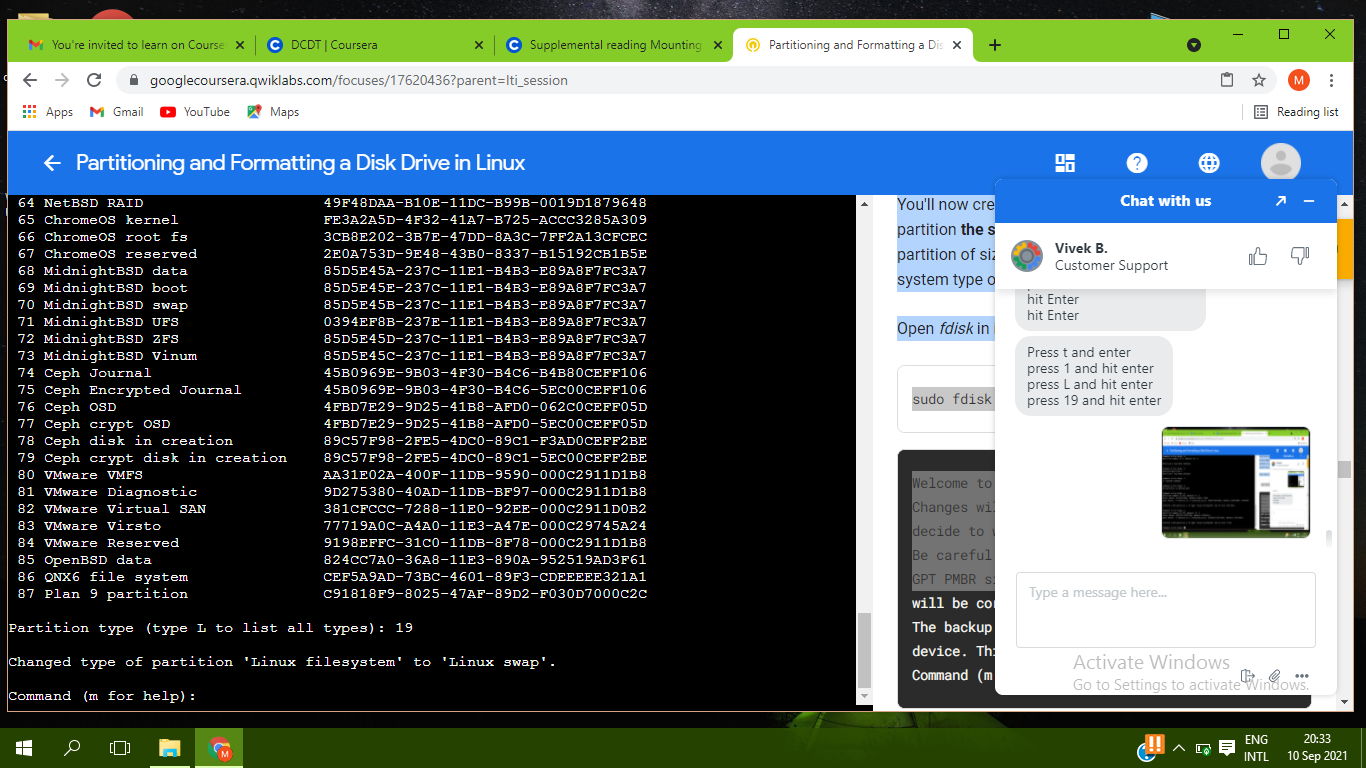 You're invited to learn on Course
DCDT | Coursera
Supplemental reading Mounting
Partitioning and Formatting a Dis
googlecoursera.qwiklabs.com/focuses/17620436?parent=lti_session
M
Apps
Gmail
YouTube
Maps
Reading list
Partitioning and Formatting a Disk Drive in Linux
64 NetBSD RAID 49F48DAA-B10E-11DC-B99B-0019D1879648
65 ChromeOS kernel FE3A2A5D-4F32-41A7-B725-ACCC3285A309
66 ChromeOS root fs 3CB8E202-3B7E-47DD-8A3C-7FF2A13CFCEC
67 ChromeOS reserved 2E0A753D-9E48-43B0-8337-B15192CB1B5E
68 MidnightBSD data 85D5E45A-237C-11E1-B4B3-E89A8F7FC3A7
69 MidnightBSD boot 85D5E45E-237C-11E1-B4B3-E89A8F7FC3A7
70 MidnightBSD swap 85D5E45B-237C-11E1-B4B3-E89A8F7FC3A7
71 MidnightBSD UFS 0394EF8B-237E-11E1-B4B3-E89A8F7FC3A7
72 MidnightBSD ZFS 85D5E45D-237C-11E1-B4B3-E89A8F7FC3A7
73 MidnightBSD Vinum 85D5E45C-237C-11E1-B4B3-E89A8F7FC3A7
74 Ceph Journal 45B0969E-9B03-4F30-B4C6-B4B80CEFF106
75 Ceph Encrypted Journal 45B0969E-9B03-4F30-B4C6-5EC00CEFF106
76 Ceph OSD 4FBD7E29-9D25-41B8-AFD0-062C0CEFF05D
77 Ceph crypt OSD 4FBD7E29-9D25-41B8-AFD0-5EC00CEFF05D
78 Ceph disk in creation 89C57F98-2FE5-4DC0-89C1-F3AD0CEFF2BE
79 Ceph crypt disk in creation 89C57F98-2FE5-4DC0-89C1-5EC00CEFF2BE
80 VMware VMFS AA31E02A-400F-11DB-9590-000C2911D1B8
81 VMware Diagnostic 9D275380-40AD-11DB-BF97-000C2911D1B8
82 VMware Virtual SAN 381CFCCC-7288-11E0-92EE-000C2911D0B2
83 VMware Virsto 77719A0C-A4A0-11E3-A47E-000C29745A24
84 VMware Reserved 9198EFFC-31C0-11DB-8F78-000C2911D1B8
85 OpenBSD data 824CC7A0-36A8-11E3-890A-952519AD3F61
86 QNX6 file system CEF5A9AD-73BC-4601-89F3-CDEEEEE321A1
87 Plan 9 partition C91818F9-8025-47AF-89D2-F030D7000C2C
Partition type (type L to list all types): 19
Changed type of partition 'Linux filesystem' to 'Linux swap'.
Command (m for help):
You'll now cre
partition the s
partition of siz
system type o
Open fdisk in
sudo fdisk
Welcome to
Changes wil
decide to w
Be careful
GPT PMBR si
will be cor
The backup
device. Thi
Command (m
Chat with us
Vivek B.
Customer Support
hit Enter
hit Enter
Press t and enter
press 1 and hit enter
press L and hit enter
press 19 and hit enter
Type a message here...
Activate Windows
Go to Settings to activate Windows.
ENG
INTL
20:33
10 Sep 2021